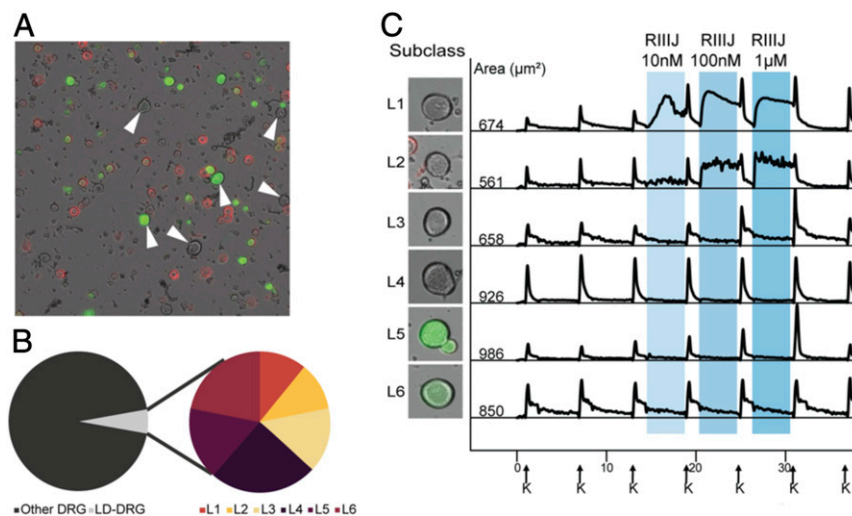 A
B
■Other DRG ■LD-DRG
■L1 ■L2 ■L3 ■L4 ■L5 ■L6
C
Subclass
Area (µm²)
RIIIJ
10nM
RIIIJ
100nM
RIIIJ
1µM
L1
674
L2
561
L3
658
L4
926
L5
986
L6
850
0 10 20 30
K K K K K K K